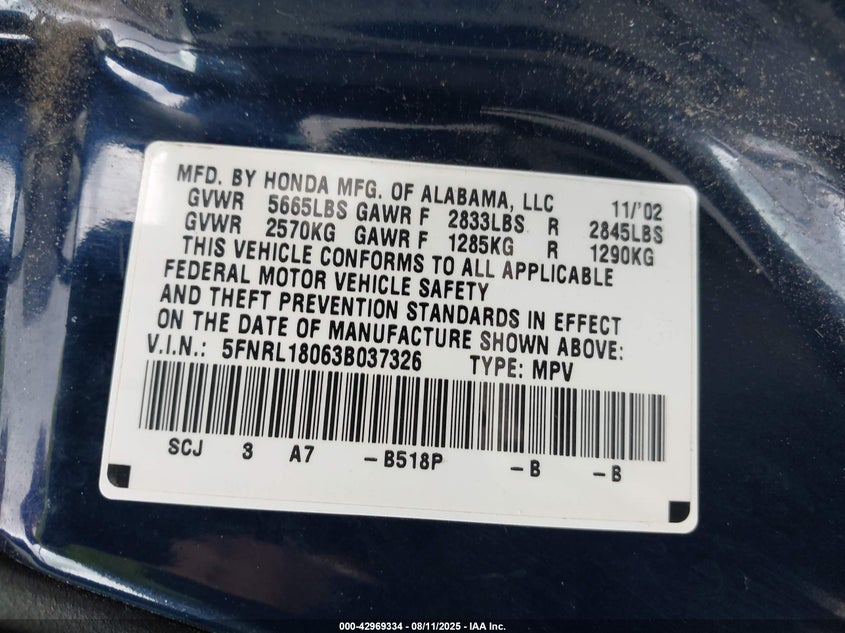 MFD. BY HONDA MFG. OF ALABAMA, LLC 11/'02
GVWR 5665LBS GAWR F 2833LBS R 2845LBS
GVWR 2570KG GAWR F 1285KG R 1290KG
THIS VEHICLE CONFORMS TO ALL APPLICABLE
FEDERAL MOTOR VEHICLE SAFETY
AND THEFT PREVENTION STANDARDS IN EFFECT
ON THE DATE OF MANUFACTURE SHOWN ABOVE:
V.I.N.: 5FNRL18063B037326 TYPE: MPV
SCJ 3 A7 -B518P -B -B
000-42969334 - 08/11/2025 - IAA Inc.